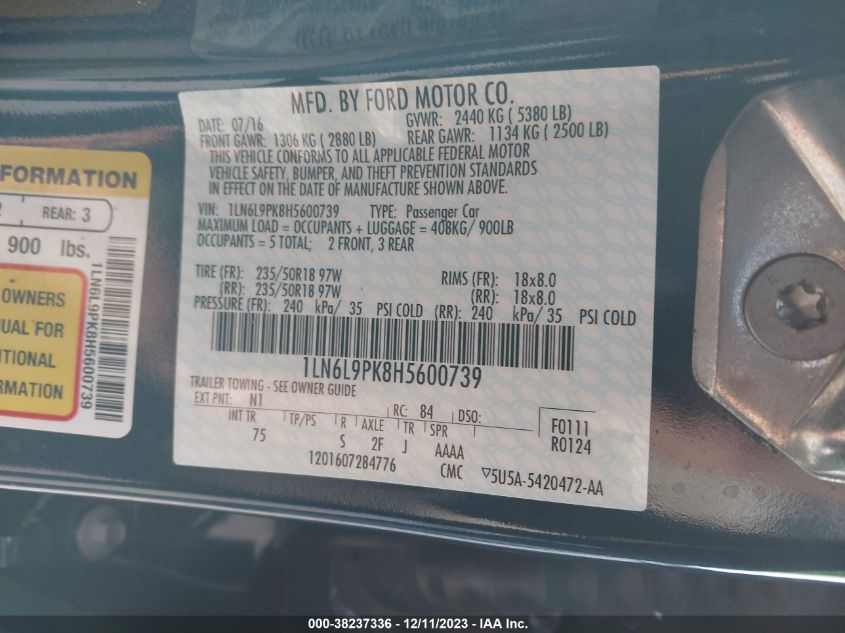 MFD. BY FORD MOTOR CO.
DATE: 07/16 GVWR: 2440 KG ( 5380 LB)
FRONT GAWR: 1306 KG ( 2880 LB) REAR GAWR: 1134 KG ( 2500 LB)
THIS VEHICLE CONFORMS TO ALL APPLICABLE FEDERAL MOTOR
VEHICLE SAFETY, BUMPER, AND THEFT PREVENTION STANDARDS
IN EFFECT ON THE DATE OF MANUFACTURE SHOWN ABOVE.
VIN: 1LN6L9PK8H5600739 TYPE: Passenger Car
MAXIMUM LOAD = OCCUPANTS + LUGGAGE = 408KG/ 900LB
OCCUPANTS = 5 TOTAL; 2 FRONT, 3 REAR
TIRE (FR): 235/50R18 97W RIMS (FR): 18x8.0
(RR): 235/50R18 97W (RR): 18x8.0
PRESSURE (FR): 240 kPa/ 35 PSI COLD (RR): 240 kPa/ 35 PSI COLD
1LN6L9PK8H5600739
TRAILER TOWING - SEE OWNER GUIDE
EXT PNT: N1 RC: 84 DSO:
INT TR TP/PS R AXLE TR SPR F0111
75 S 2F J AAAA R0124
1201607284776 CMC 5U5A-5420472-AA
FORMATION
2 REAR: 3
900 lbs.
OWNERS
UAL FOR
ITIONAL
MATION
1LN6L9PK8H5600739
000-38237336 - 12/11/2023 - IAA Inc.